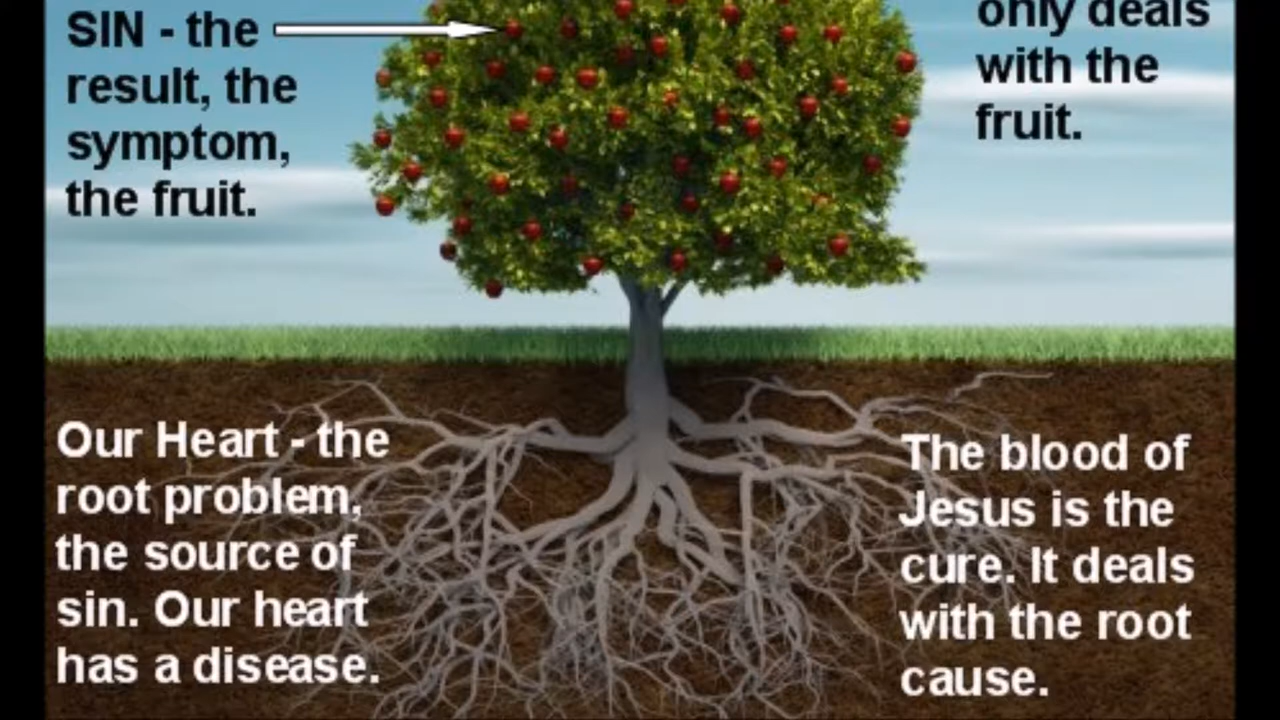 SIN - the
result, the
symptom,
the fruit.
only deals
with the
fruit.
Our Heart - the
root problem,
the source of
sin. Our heart
has a disease.
The blood of
Jesus is the
cure. It deals
with the root
cause.